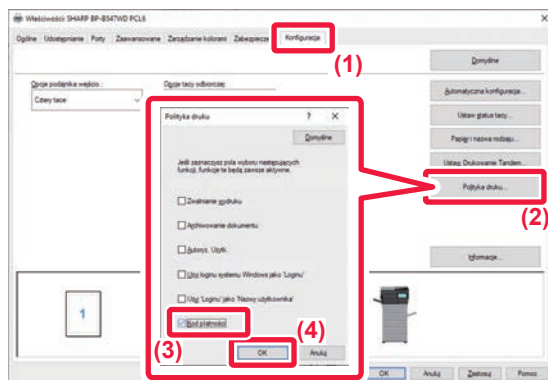 Właściwości: SHARP BP-B547WD PCL6
Ogólne Udostępnianie Porty Zaawansowane Zarządzanie kolorami Zabezpiecze Konfiguracja
(1)
Domyślne
Opcje podajnika wejścio.:
Cztery tace
Opcje tacy odbiorczej:
Automatyczna konfiguracja...
Ustaw status tacy...
Papier i nazwa rodzaju...
Ustaw Drukowanie Tandem...
Polityka druku...
(2)
Informacje...
Polityka druku ? X
Domyślne
Jeśli zaznaczysz pola wyboru następujących
funkcji, funkcje te będą zawsze aktywne.
Zwalnianie wydruku
Archiwowanie dokumentu
Autoryz. Użytk.
Użyj loginu systemu Windows jako 'Loginu'
Użyj 'Loginu' jako 'Nazwy użytkownika'
Kod płatności
(3)
(4)
OK Anuluj
1
OK Anuluj Zastosuj Pomoc